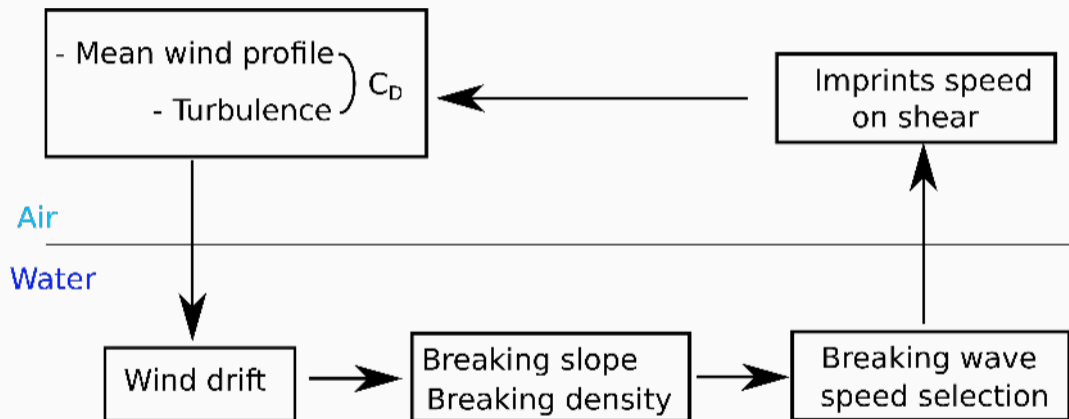 - Mean wind profile
- Turbulence
C_D
Imprints speed
on shear
Air
Water
Wind drift
Breaking slope
Breaking density
Breaking wave
speed selection